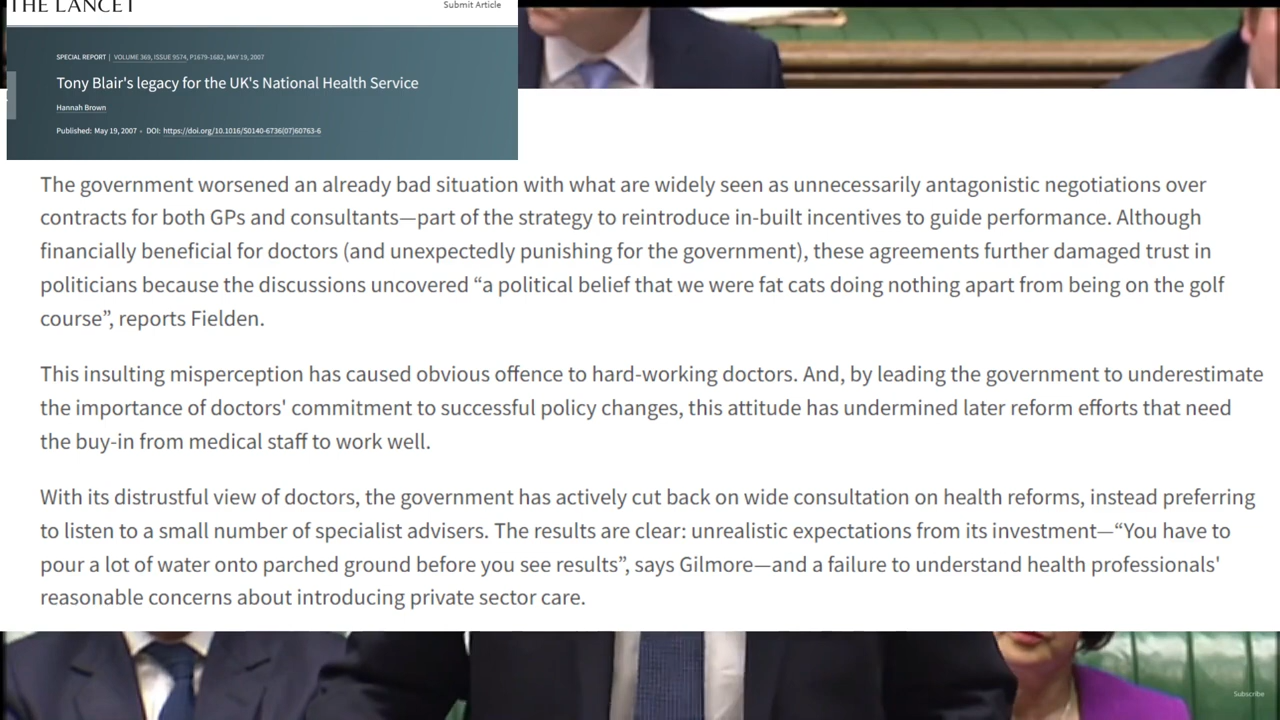 THE LANCET
Submit Article
SPECIAL REPORT | VOLUME 369, ISSUE 9574, P1679-1682, MAY 19, 2007
Tony Blair's legacy for the UK's National Health Service
Hannah Brown
Published: May 19, 2007 • DOI: https://doi.org/10.1016/S0140-6736(07)60763-6
The government worsened an already bad situation with what are widely seen as unnecessarily antagonistic negotiations over
contracts for both GPs and consultants—part of the strategy to reintroduce in-built incentives to guide performance. Although
financially beneficial for doctors (and unexpectedly punishing for the government), these agreements further damaged trust in
politicians because the discussions uncovered “a political belief that we were fat cats doing nothing apart from being on the golf
course”, reports Fielden.
This insulting misperception has caused obvious offence to hard-working doctors. And, by leading the government to underestimate
the importance of doctors' commitment to successful policy changes, this attitude has undermined later reform efforts that need
the buy-in from medical staff to work well.
With its distrustful view of doctors, the government has actively cut back on wide consultation on health reforms, instead preferring
to listen to a small number of specialist advisers. The results are clear: unrealistic expectations from its investment—“You have to
pour a lot of water onto parched ground before you see results”, says Gilmore—and a failure to understand health professionals'
reasonable concerns about introducing private sector care.
Subscribe